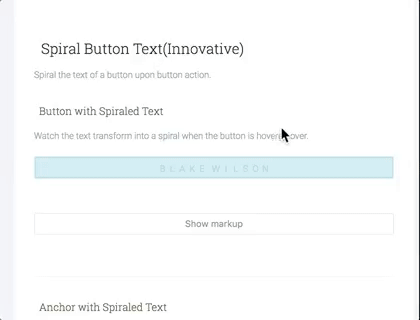 Spiral Button Text(Innovative)
Spiral the text of a button upon button action.
Button with Spiraled Text
Watch the text transform into a spiral when the button is hovering over.
BLAKE WILSON
Show markup
Anchor with Spiraled Text